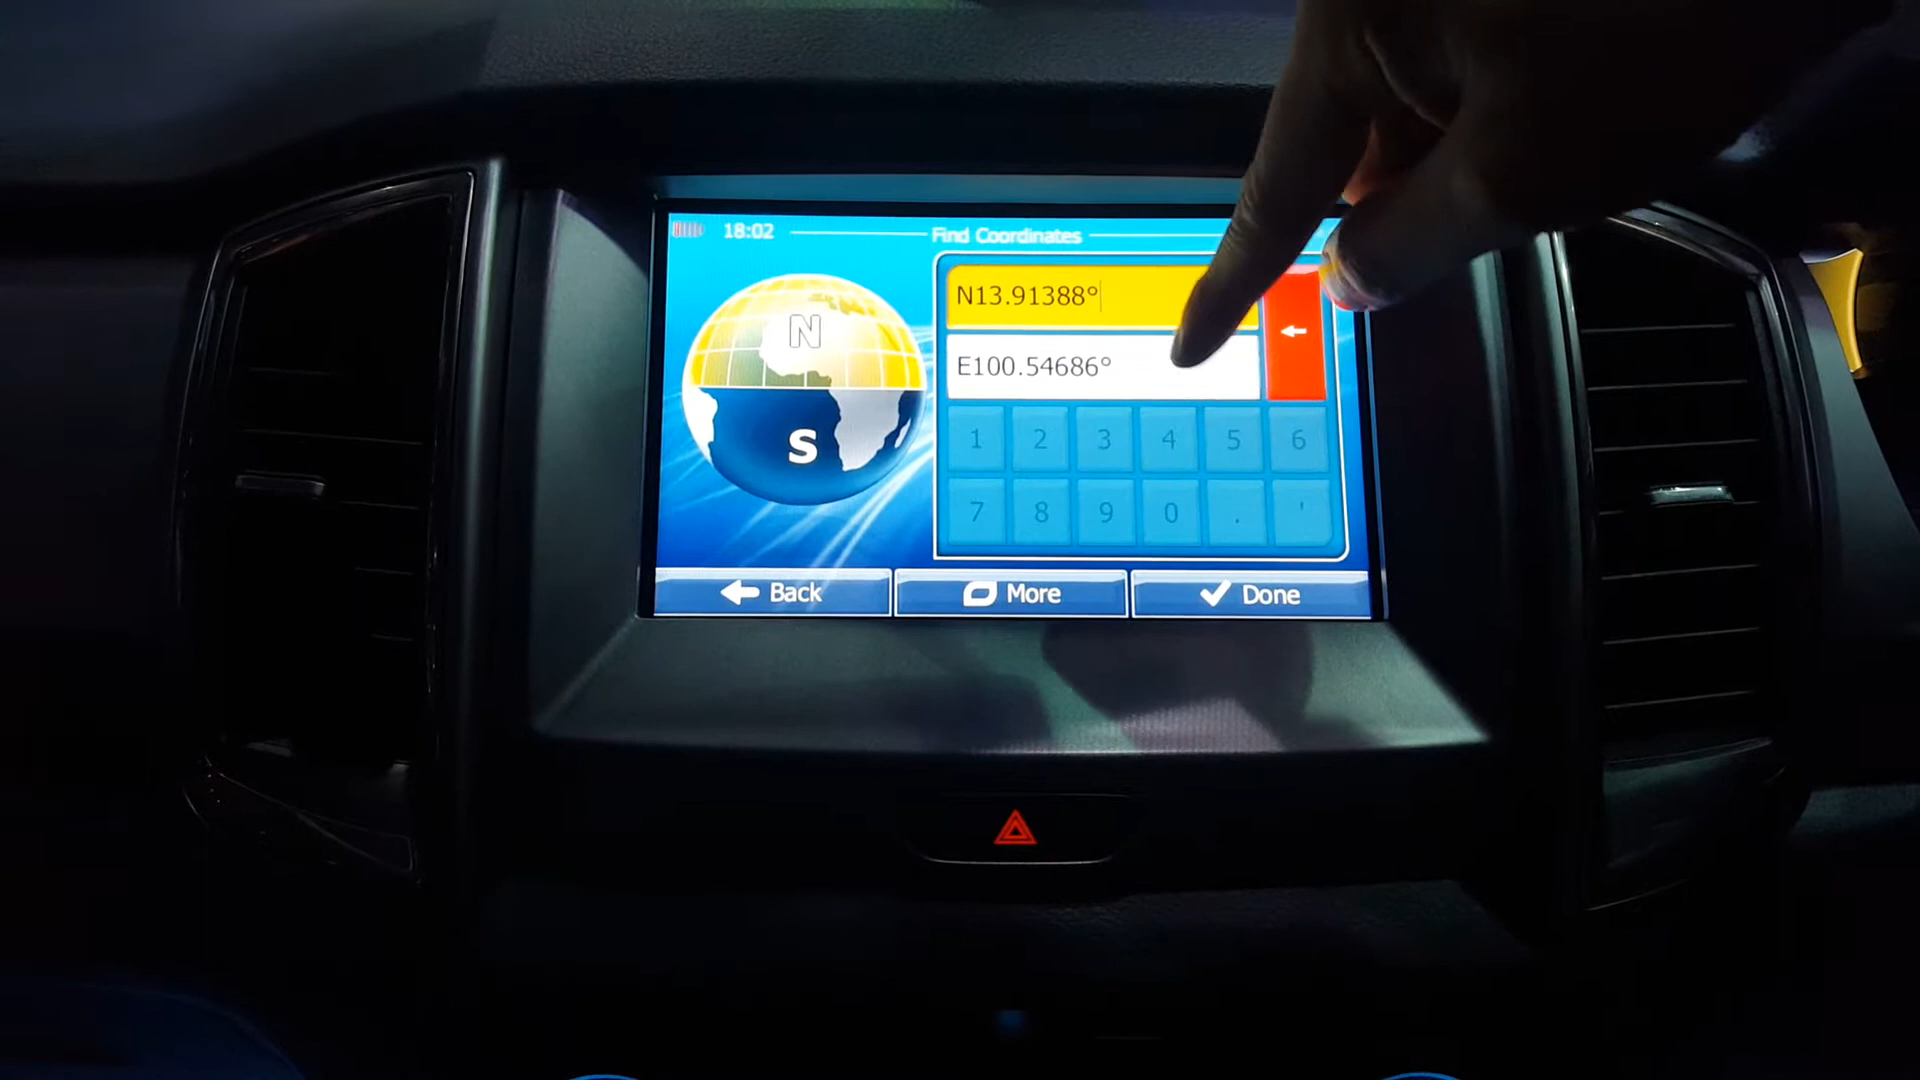 18:02
Find Coordinates
N13.91388°
E100.54686°
N
S
1 2 3 4 5 6
7 8 9 0 . '
Back
More
Done